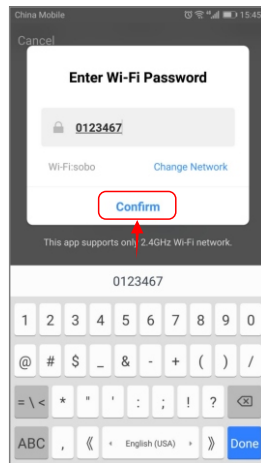 China Mobile 15:45
Cancel
Enter Wi-Fi Password
0123467
Wi-Fi:sobo Change Network
Confirm
This app supports only 2.4GHz Wi-Fi network.
0123467
1 2 3 4 5 6 7 8 9 0
@ # $ _ & - + ( ) /
= \ < * " ' : ; ! ?
ABC , 《 English (USA) 》 Done